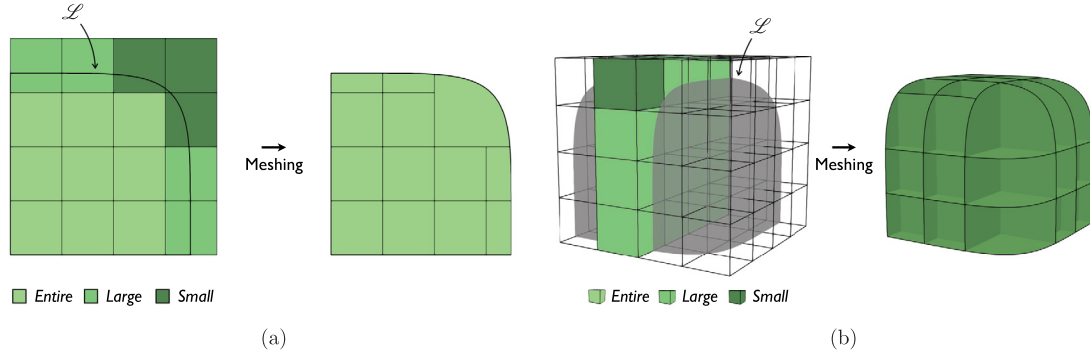 ℒ
Meshing
Entire Large Small
(a)
ℒ
Meshing
Entire Large Small
(b)